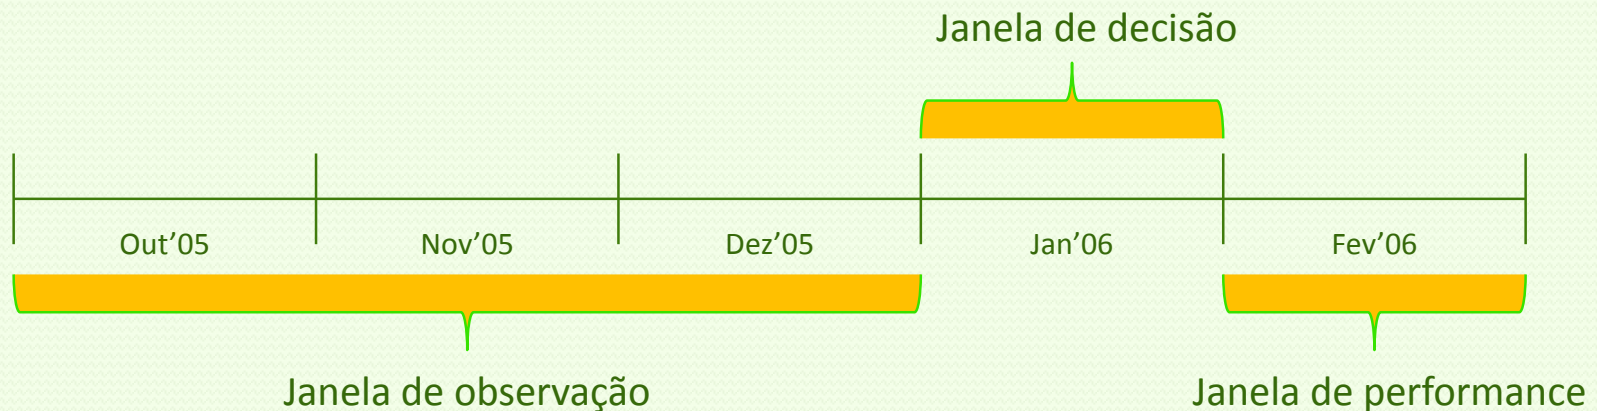 Janela de decisão
Out’05
Nov’05
Dez’05
Jan’06
Fev’06
Janela de observação
Janela de performance